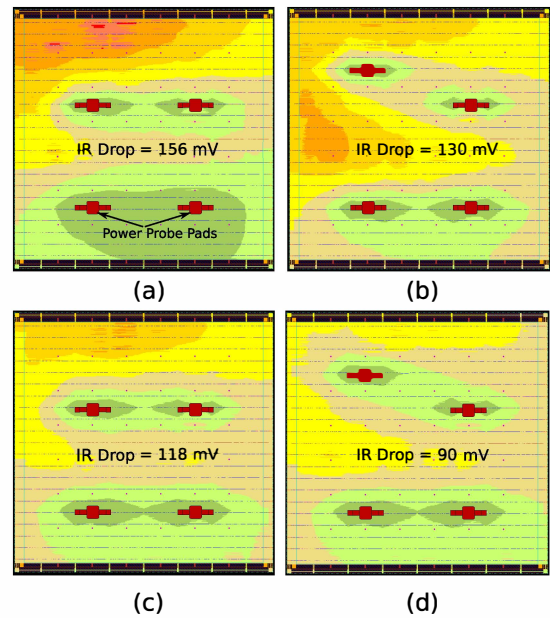 IR Drop = 156 mV
IR Drop = 130 mV
Power Probe Pads
(a)
(b)
IR Drop = 118 mV
IR Drop = 90 mV
(c)
(d)